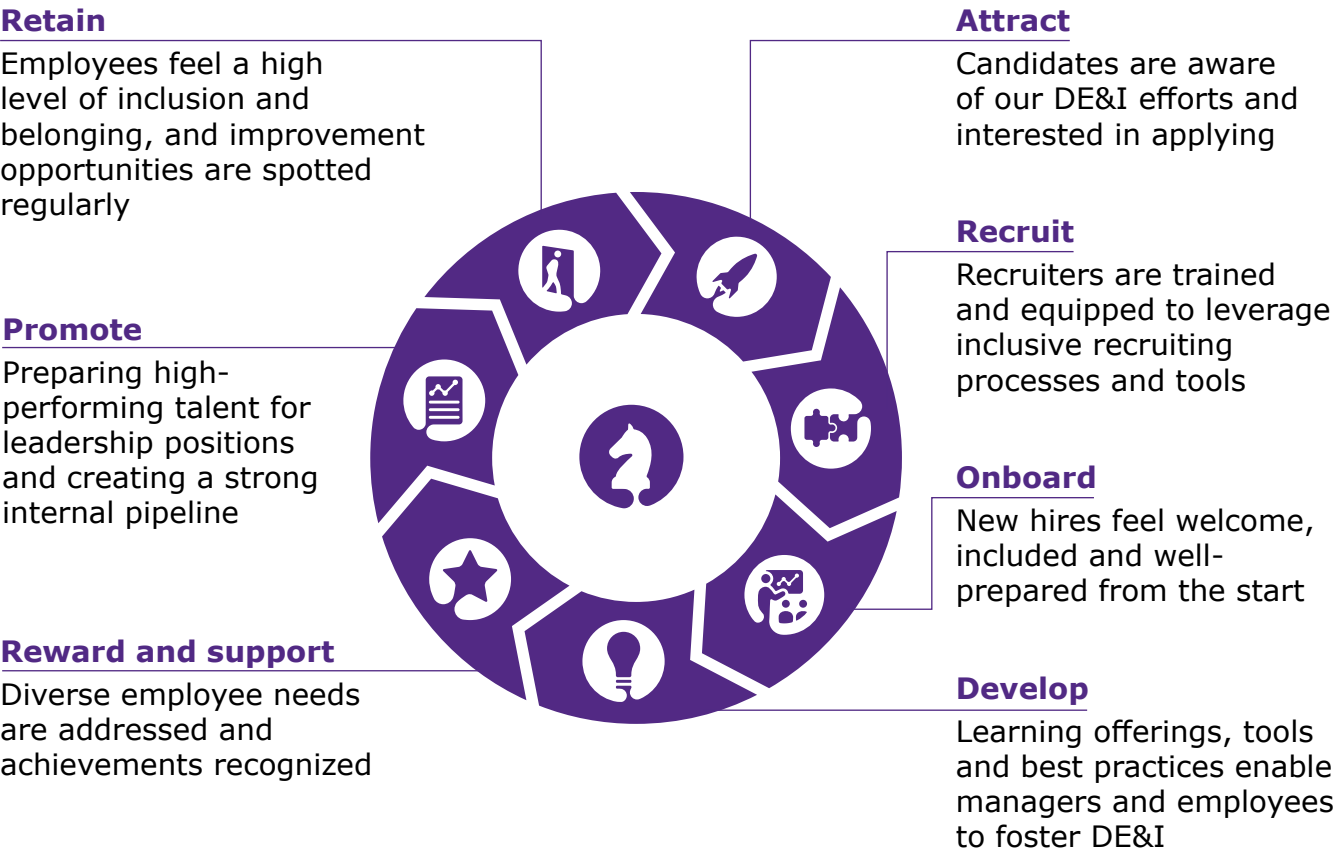 Retain
Employees feel a high
level of inclusion and
belonging, and improvement
opportunities are spotted
regularly
Promote
Preparing high-
performing talent for
leadership positions
and creating a strong
internal pipeline
Reward and support
Diverse employee needs
are addressed and
achievements recognized
Attract
Candidates are aware
of our DE&I efforts and
interested in applying
Recruit
Recruiters are trained
and equipped to leverage
inclusive recruiting
processes and tools
Onboard
New hires feel welcome,
included and well-
prepared from the start
Develop
Learning offerings, tools
and best practices enable
managers and employees
to foster DE&I